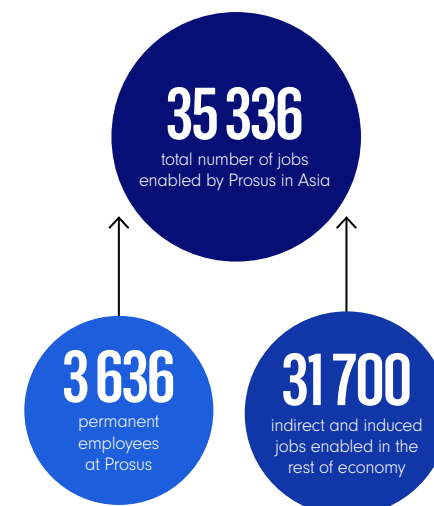 35 336
total number of jobs
enabled by Prosus in Asia
3 636
permanent
employees
at Prosus
31 700
indirect and induced
jobs enabled in the
rest of economy